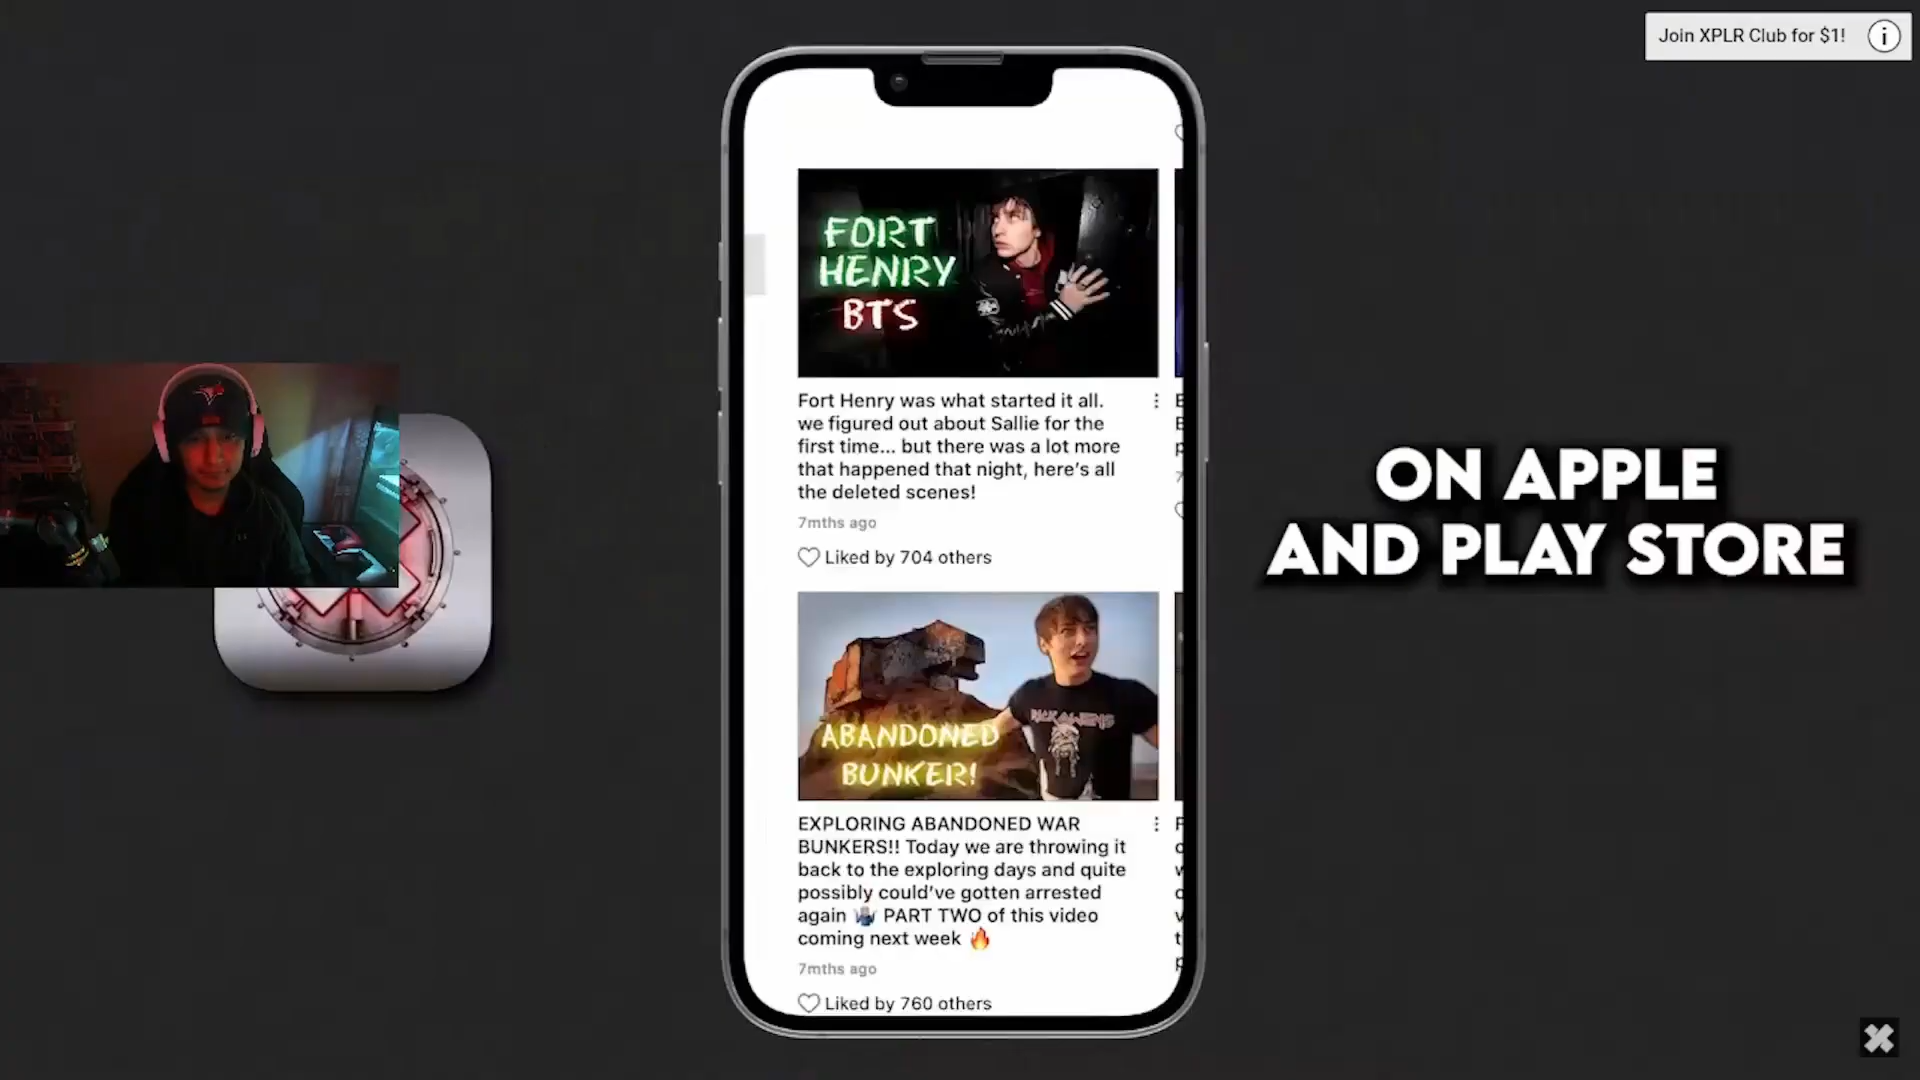 Join XPLR Club for $1!
FORT
HENRY
BTS
Fort Henry was what started it all.
we figured out about Sallie for the
first time... but there was a lot more
that happened that night, here's all
the deleted scenes!
7mths ago
Liked by 704 others
ON APPLE
AND PLAY STORE
RICK OWENS
ABANDONED
BUNKER!
EXPLORING ABANDONED WAR
BUNKERS!! Today we are throwing it
back to the exploring days and quite
possibly could've gotten arrested
again 🤷🏼‍♂️ PART TWO of this video
coming next week 🔥
7mths ago
Liked by 760 others